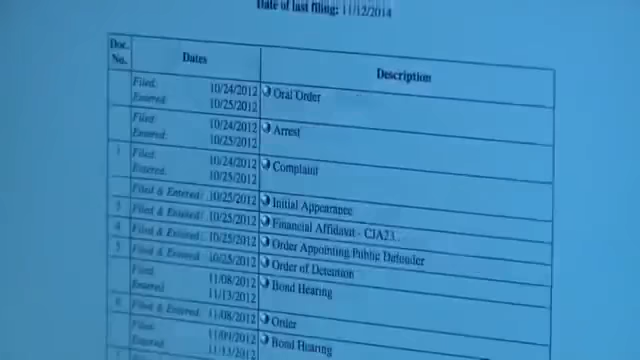 Date of last filing: 11/12/2014
Doc. No. Dates Description
Filed: 10/24/2012 Oral Order
Entered: 10/25/2012
Filed: 10/24/2012 Arrest
Entered: 10/25/2012
1 Filed: 10/24/2012 Complaint
Entered: 10/25/2012
Filed & Entered: 10/25/2012 Initial Appearance
3 Filed & Entered: 10/25/2012 Financial Affidavit - CJA23
4 Filed & Entered: 10/25/2012 Order Appointing Public Defender
5 Filed & Entered: 10/25/2012 Order of Detention
Filed: 11/08/2012 Bond Hearing
Entered: 11/13/2012
Filed & Entered: 11/08/2012 Order
Filed: 11/09/2012 Bond Hearing
Entered: 11/13/2012